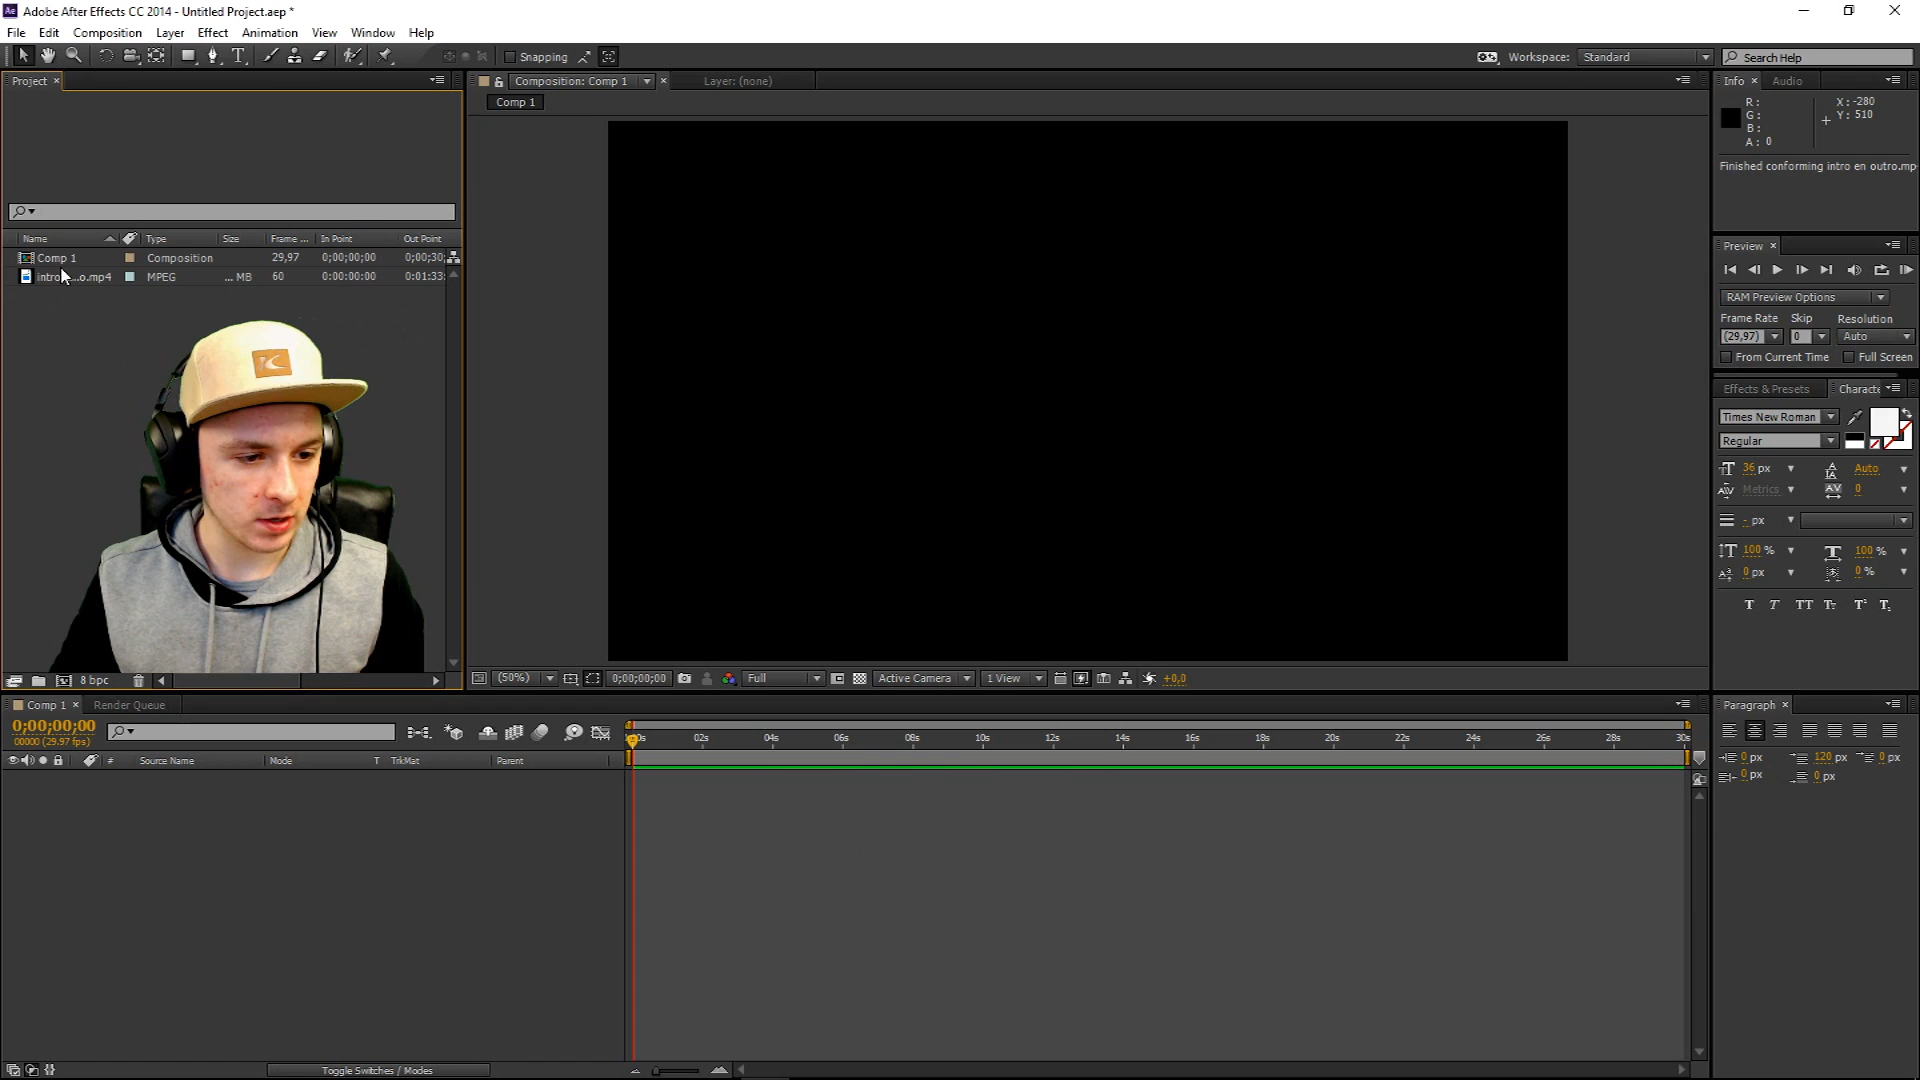 Adobe After Effects CC 2014 - Untitled Project.aep *
File Edit Composition Layer Effect Animation View Window Help
Snapping
Workspace: Standard
Search Help
Project
Composition: Comp 1
Layer: (none)
Info Audio
Comp 1
R:
G:
B:
A: 0
X: -280
Y: 510
Finished conforming intro en outro.mp
Name Type Size Frame ... In Point Out Point
Comp 1 Composition 29,97 0;00;00;00 0;00;30;
intro ...o.mp4 MPEG ... MB 60 0:00:00:00 0:01:33:
Preview
RAM Preview Options
Frame Rate Skip Resolution
(29,97) 0 Auto
From Current Time Full Screen
Effects & Presets Characte
Times New Roman
Regular
36 px Auto
Metrics 0
- px
100 % 100 %
0 px 0 %
T T TT Tr T¹ T,
8 bpc
(50%) 0;00;00;00 Full Active Camera 1 View +0,0
Comp 1 Render Queue
0;00;00;00
00000 (29.97 fps)
# Source Name Mode T TrkMat Parent
00s 02s 04s 06s 08s 10s 12s 14s 16s 18s 20s 22s 24s 26s 28s 30s
Paragraph
0 px 120 px 0 px
0 px 0 px
Toggle Switches / Modes